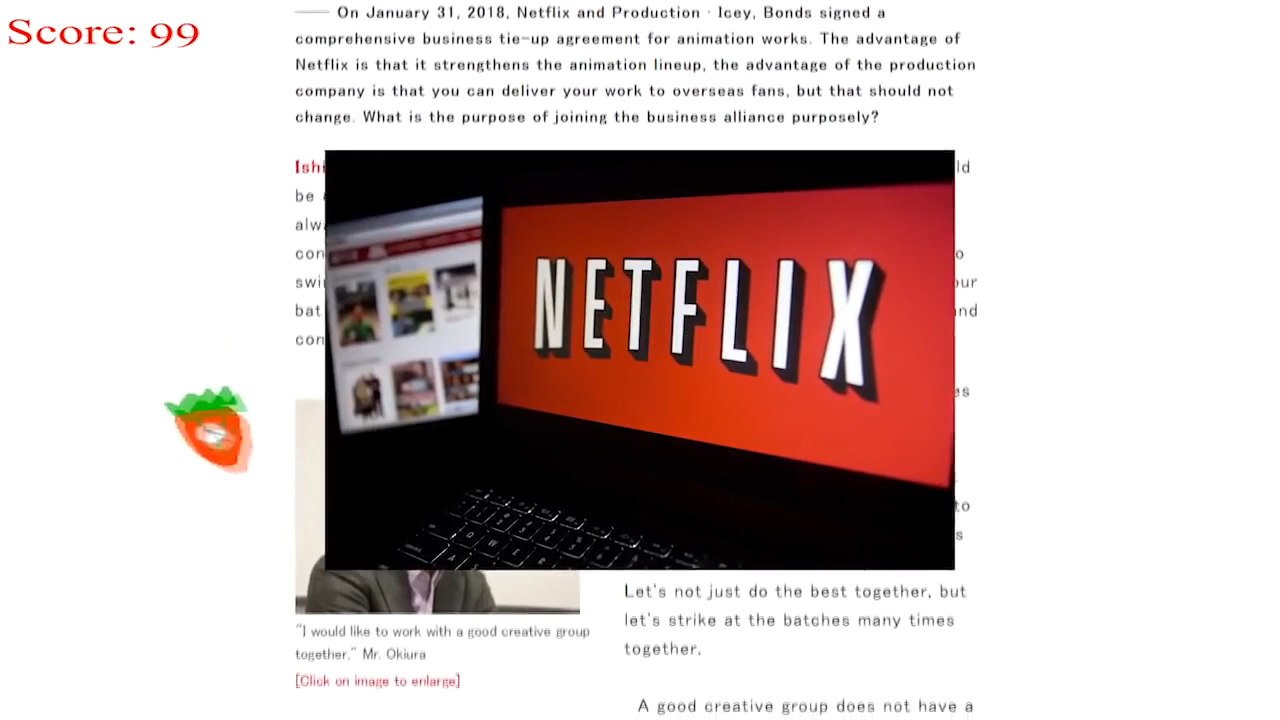 Score: 99
—— On January 31, 2018, Netflix and Production · Icey, Bonds signed a
comprehensive business tie-up agreement for animation works. The advantage of
Netflix is that it strengthens the animation lineup, the advantage of the production
company is that you can deliver your work to overseas fans, but that should not
change. What is the purpose of joining the business alliance purposely?
be
NETFLIX
"I would like to work with a good creative group
together," Mr. Okiura
[Click on image to enlarge]
Let's not just do the best together, but
let's strike at the batches many times
together.
A good creative group does not have a